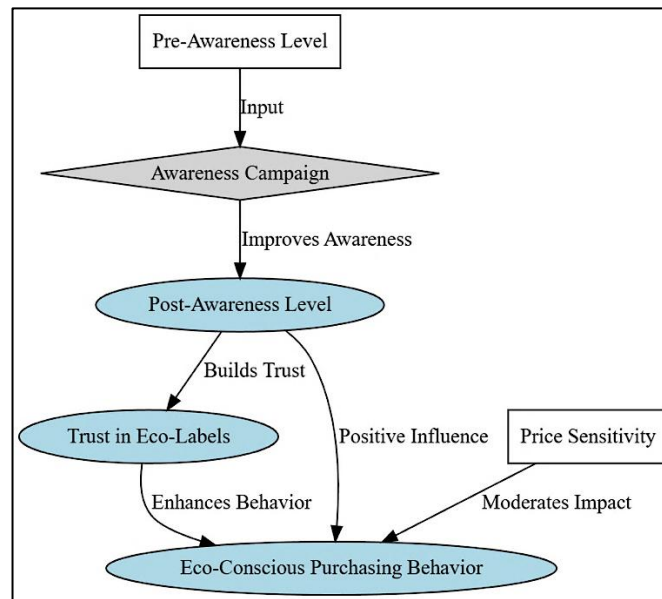 Pre-Awareness Level
Input
Awareness Campaign
Improves Awareness
Post-Awareness Level
Builds Trust
Trust in Eco-Labels
Positive Influence
Price Sensitivity
Enhances Behavior
Moderates Impact
Eco-Conscious Purchasing Behavior